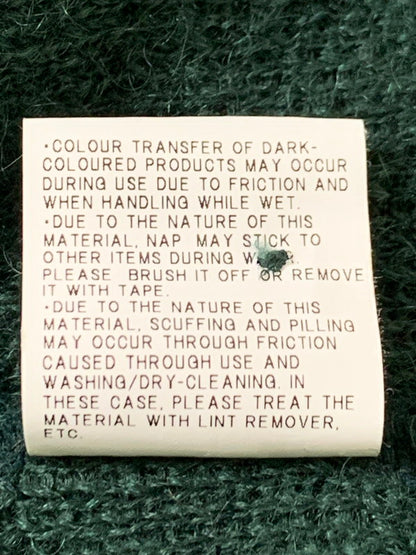 ·COLOUR TRANSFER OF DARK-
COLOURED PRODUCTS MAY OCCUR
DURING USE DUE TO FRICTION AND
WHEN HANDLING WHILE WET.
·DUE TO THE NATURE OF THIS
MATERIAL, NAP MAY STICK TO
OTHER ITEMS DURING
PLEASE BRUSH IT OFF OR REMOVE
IT WITH TAPE.
·DUE TO THE NATURE OF THIS
MATERIAL, SCUFFING AND PILLING
MAY OCCUR THROUGH FRICTION
CAUSED THROUGH USE AND
WASHING/DRY-CLEANING. IN
THESE CASE, PLEASE TREAT THE
MATERIAL WITH LINT REMOVER,
ETC.